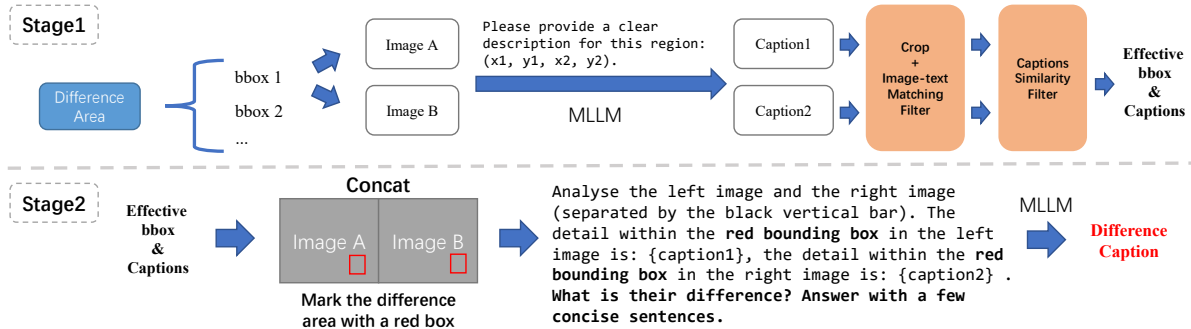 Stage1
Difference
Area
bbox 1
bbox 2
...
Image A
Image B
Please provide a clear
description for this region:
(x1, y1, x2, y2).
MLLM
Caption1
Caption2
Crop
+
Image-text
Matching
Filter
Captions
Similarity
Filter
Effective
bbox
&
Captions
Stage2
Effective
bbox
&
Captions
Concat
Image A
Image B
Mark the difference
area with a red box
Analyse the left image and the right image
(separated by the black vertical bar). The
detail within the red bounding box in the left
image is: {caption1}, the detail within the red
bounding box in the right image is: {caption2} .
What is their difference? Answer with a few
concise sentences.
MLLM
Difference
Caption